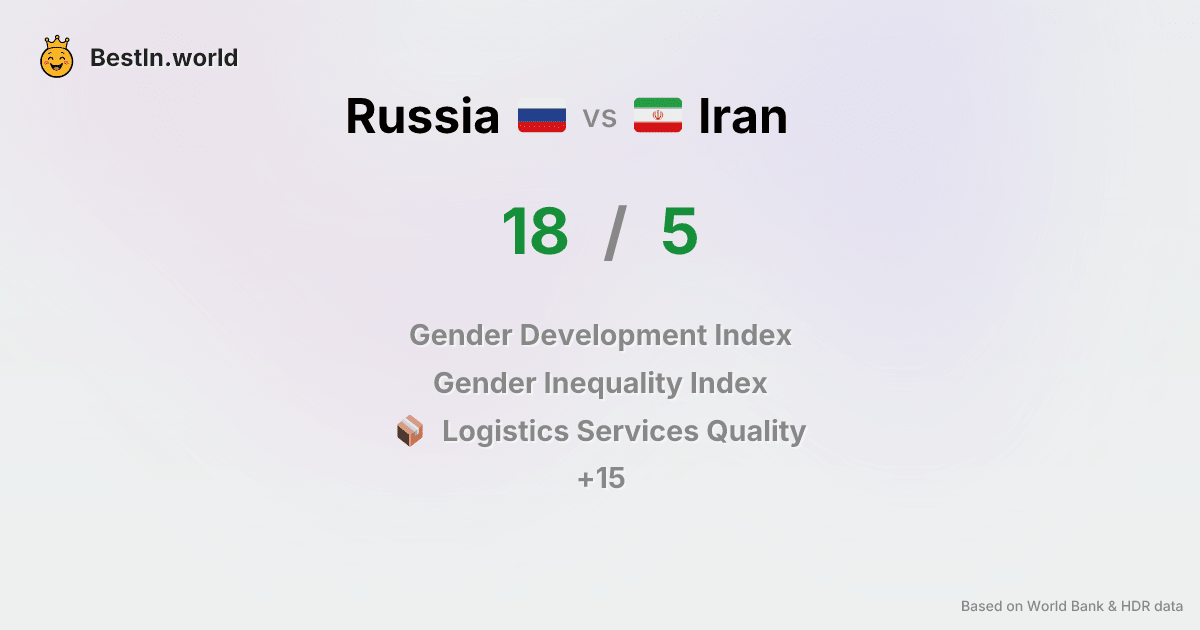 BestIn.world
Russia vs Iran
18 / 5
Gender Development Index
Gender Inequality Index
Logistics Services Quality
+15
Based on World Bank & HDR data